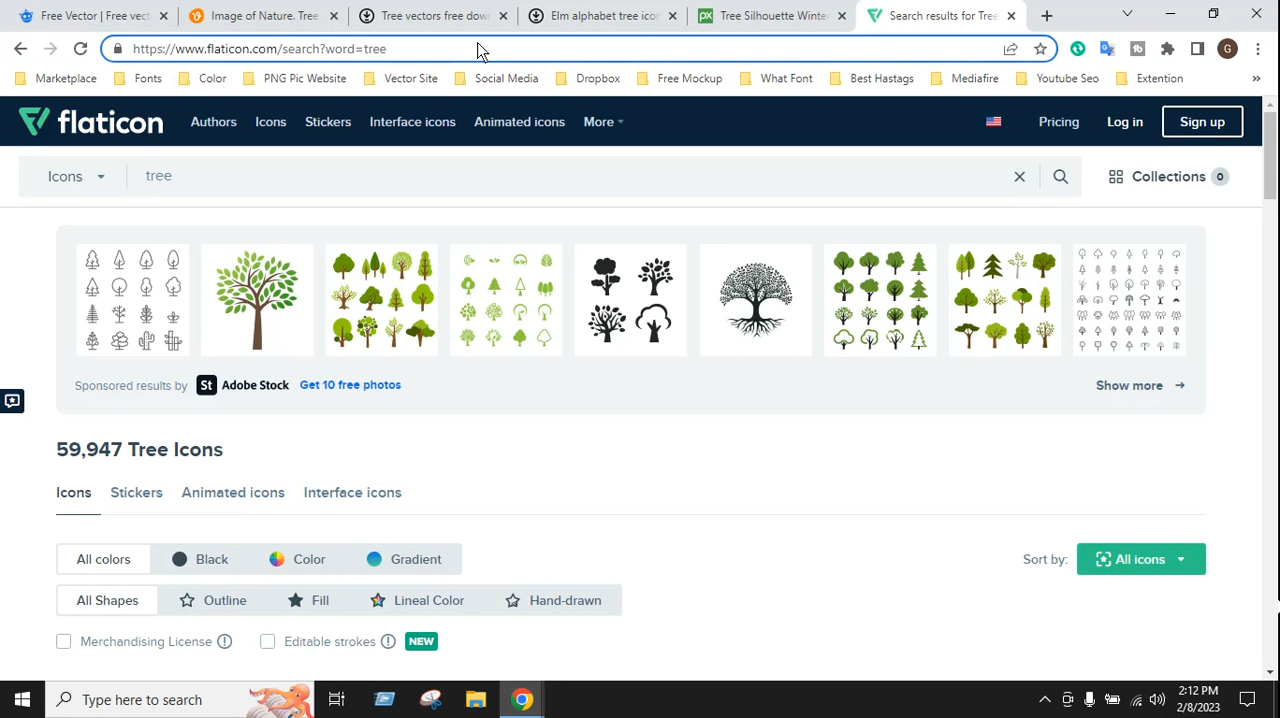 Free Vector | Free vect
Image of Nature. Tree
Tree vectors free dow
Elm alphabet tree ico
Tree Silhouette Winte
Search results for Tree
https://www.flaticon.com/search?word=tree
G
Marketplace
Fonts
Color
PNG Pic Website
Vector Site
Social Media
Dropbox
Free Mockup
What Font
Best Hastags
Mediafire
Youtube Seo
Extention
»
flaticon
Authors
Icons
Stickers
Interface icons
Animated icons
More
Pricing
Log in
Sign up
Icons
tree
Collections 0
Sponsored results by St Adobe Stock Get 10 free photos
Show more →
59,947 Tree Icons
Icons
Stickers
Animated icons
Interface icons
All colors
Black
Color
Gradient
Sort by:
All icons
All Shapes
Outline
Fill
Lineal Color
Hand-drawn
Merchandising License
Editable strokes
NEW
Type here to search
2:12 PM
2/8/2023